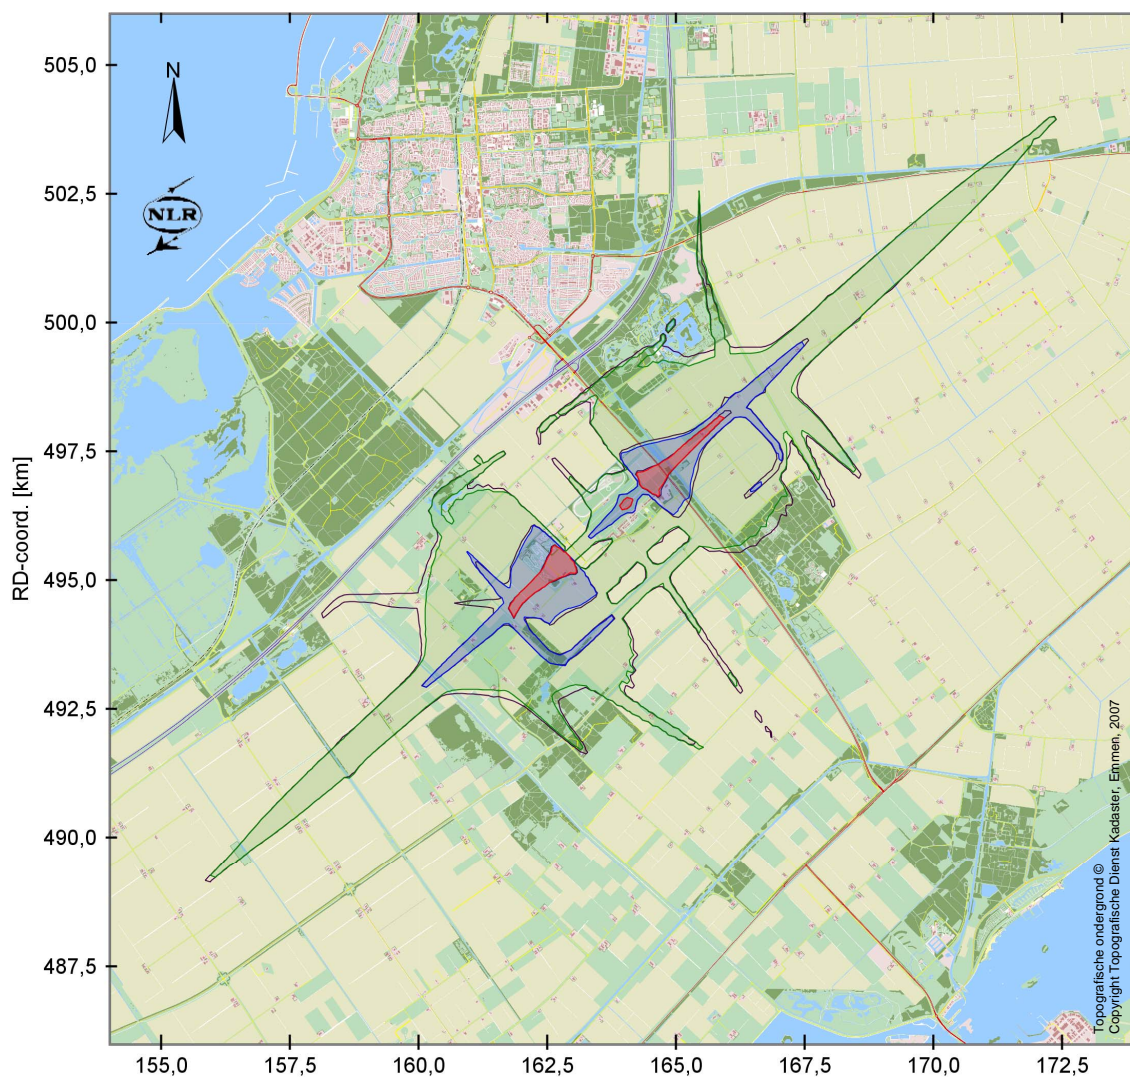 505,0
N
502,5
NLR
500,0
497,5
RD-coord. [km]
495,0
492,5
490,0
487,5
Topografische ondergrond ©
Copyright Topografische Dienst Kadaster, Emmen, 2007
155,0 157,5 160,0 162,5 165,0 167,5 170,0 172,5